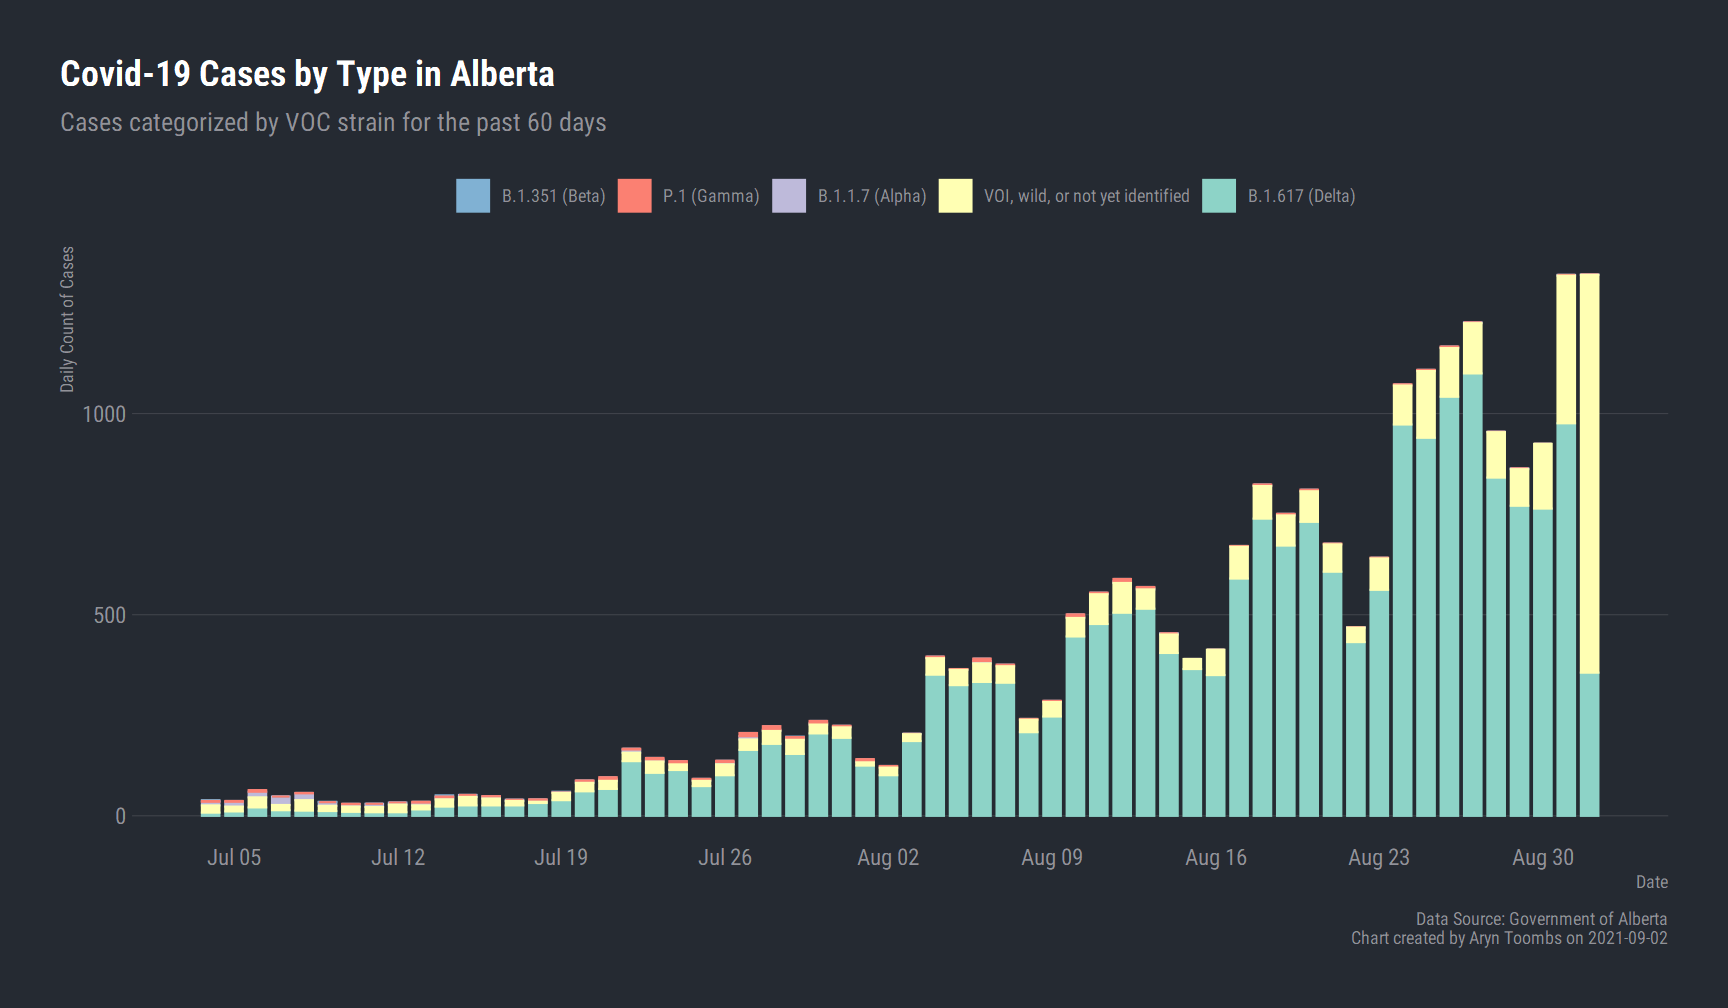 Covid-19 Cases by Type in Alberta
Cases categorized by VOC strain for the past 60 days
B.1.351 (Beta) P.1 (Gamma) B.1.1.7 (Alpha) VOI, wild, or not yet identified B.1.617 (Delta)
Daily Count of Cases
1000
500
0
Jul 05 Jul 12 Jul 19 Jul 26 Aug 02 Aug 09 Aug 16 Aug 23 Aug 30
Date
Data Source: Government of Alberta
Chart created by Aryn Toombs on 2021-09-02